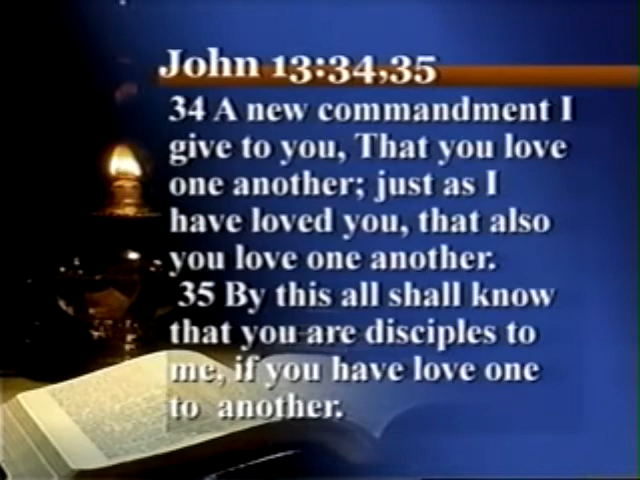 John 13:34,35
34 A new commandment I
give to you, That you love
one another; just as I
have loved you, that also
you love one another.
35 By this all shall know
that you are disciples to
me, if you have love one
to another.